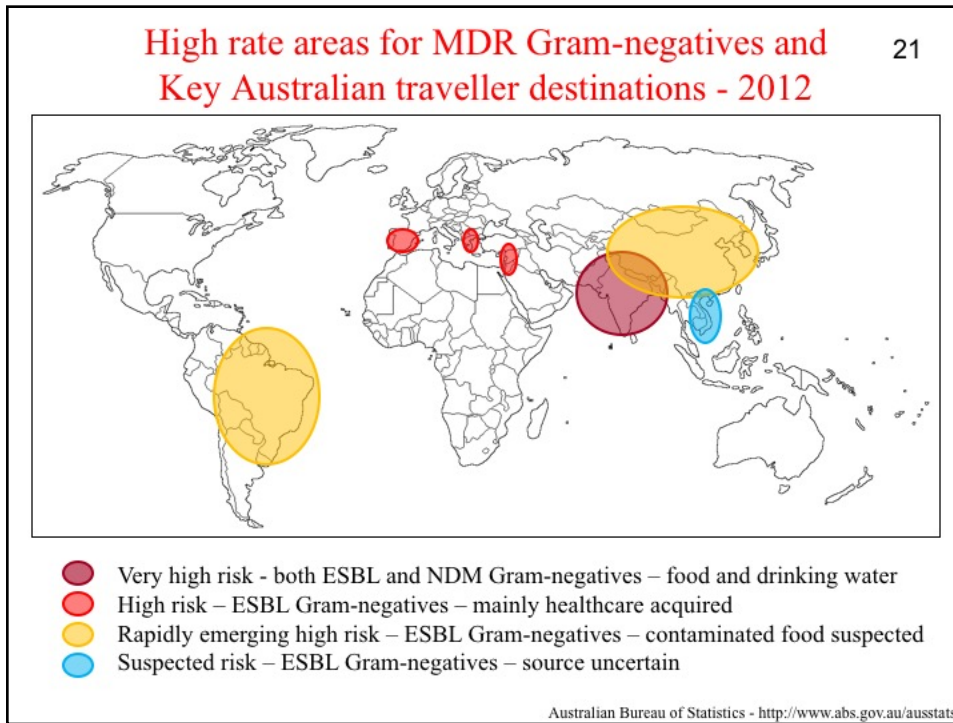 High rate areas for MDR Gram-negatives and
21
Key Australian traveller destinations - 2012
Very high risk - both ESBL and NDM Gram-negatives – food and drinking water
High risk – ESBL Gram-negatives – mainly healthcare acquired
Rapidly emerging high risk – ESBL Gram-negatives – contaminated food suspected
Suspected risk – ESBL Gram-negatives – source uncertain
Australian Bureau of Statistics - http://www.abs.gov.au/ausstats